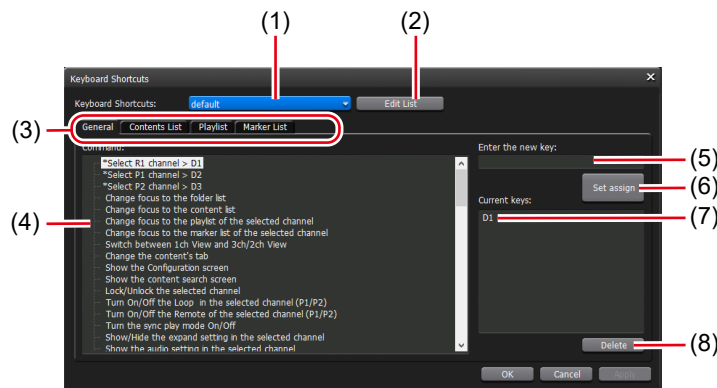 (1)
(2)
Keyboard Shortcuts
Keyboard Shortcuts: default Edit List
(3)
General Contents List Playlist Marker List
Command:
*Select R1 channel > D1
*Select P1 channel > D2
*Select P2 channel > D3
Change focus to the folder list
Change focus to the content list
(4)
Change focus to the playlist of the selected channel
Change focus to the marker list of the selected channel
Switch between 1ch View and 3ch/2ch View
Change the content's tab
Show the Configuration screen
Show the content search screen
Lock/Unlock the selected channel
Turn On/Off the Loop in the selected channel (P1/P2)
Turn On/Off the Remote of the selected channel (P1/P2)
Turn the sync play mode On/Off
Show/Hide the expand setting in the selected channel
Show the audio setting in the selected channel
Enter the new key:
(5)
Set assign
(6)
Current keys:
D1
(7)
Delete
(8)
OK Cancel Apply